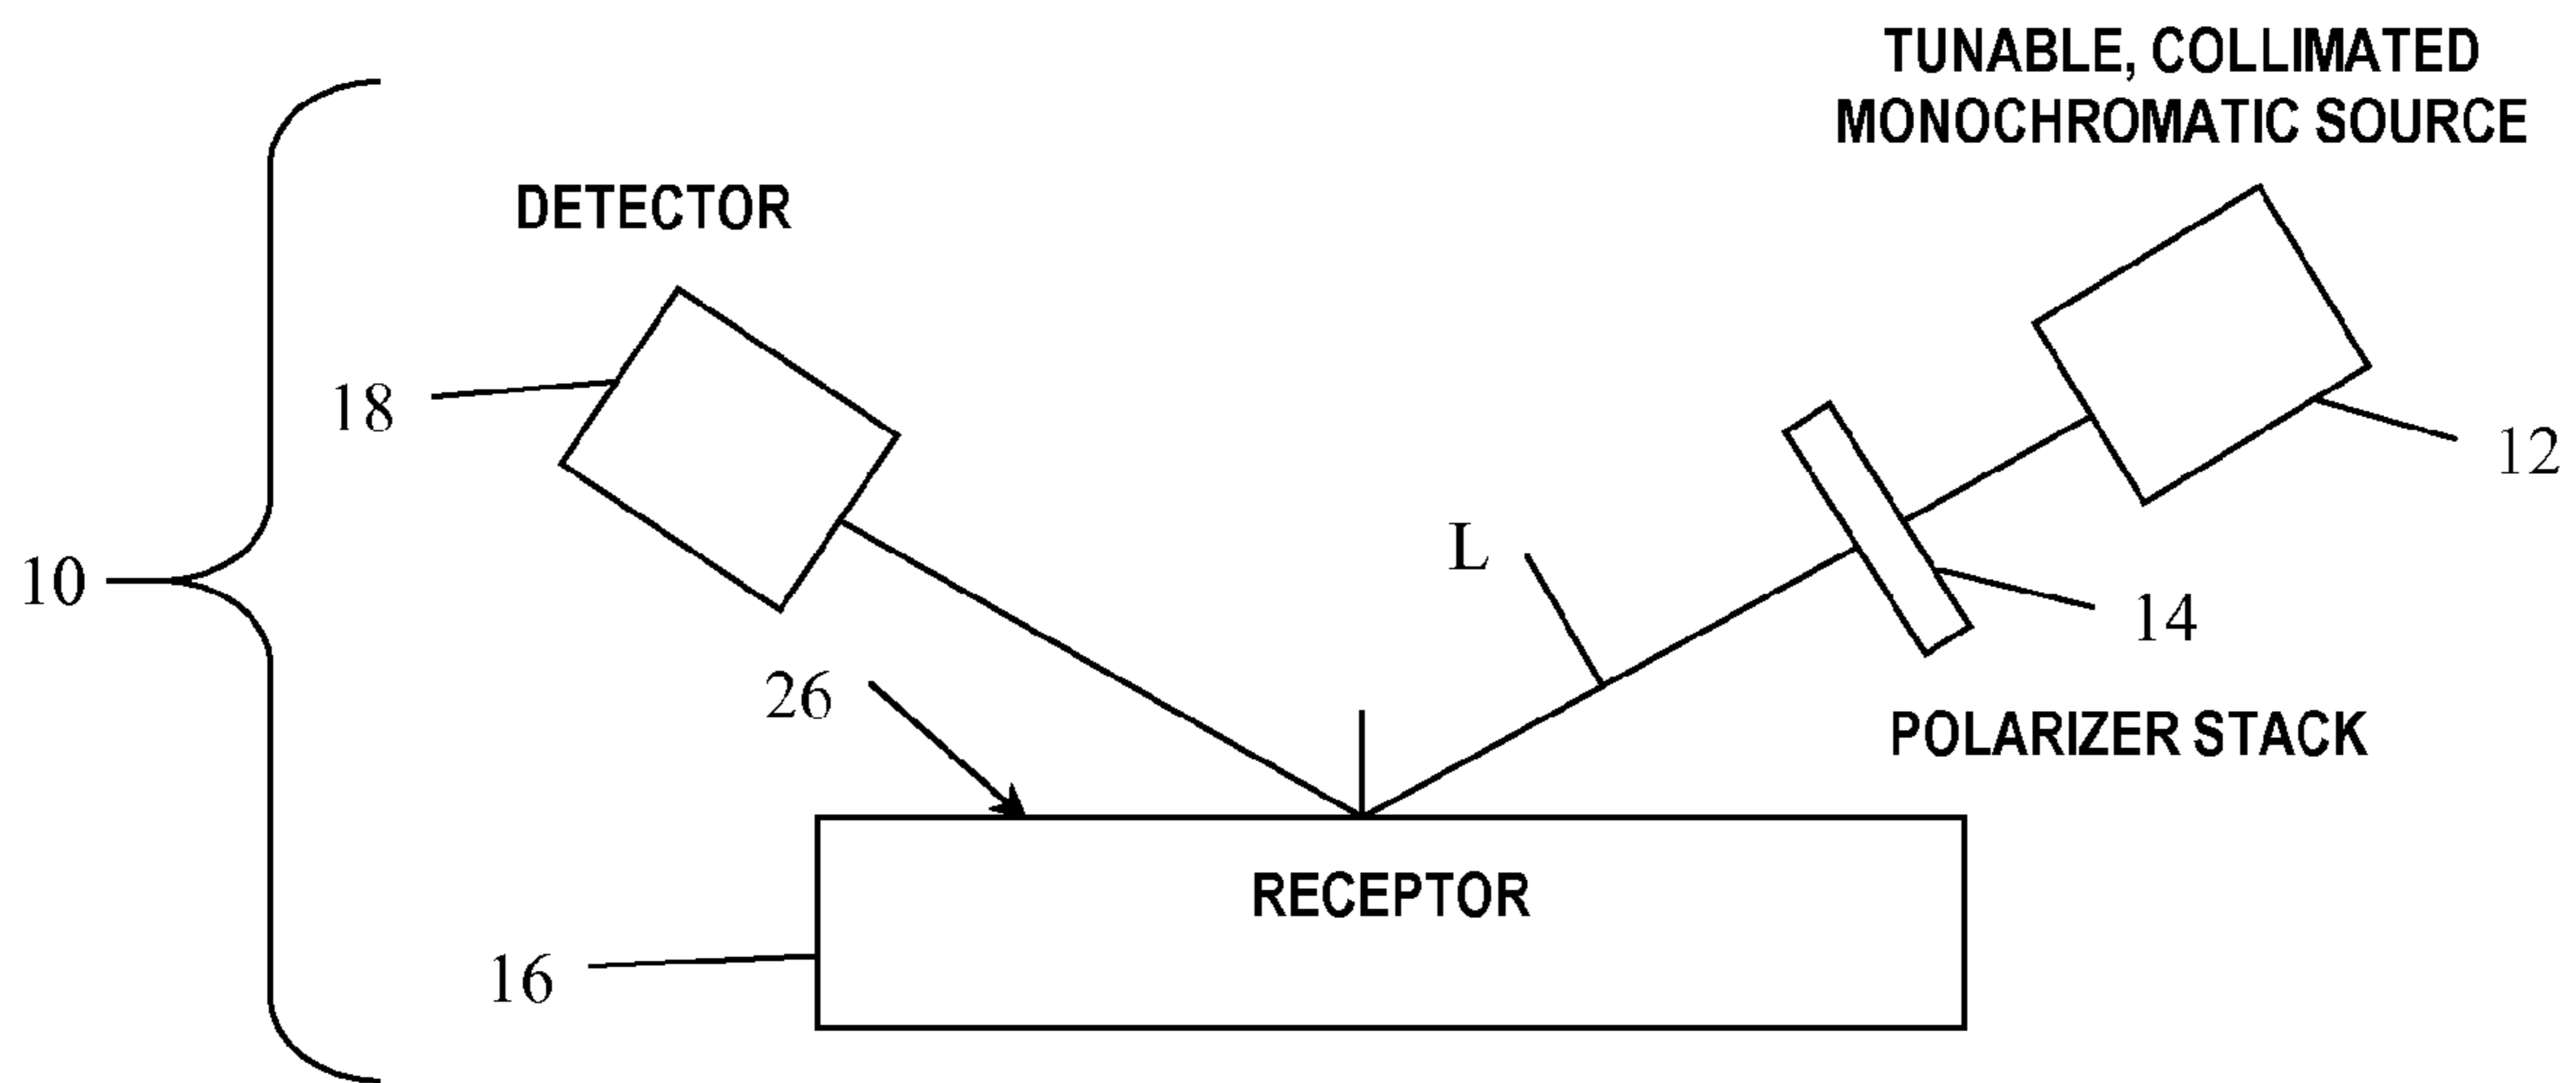 TUNABLE, COLLIMATED
MONOCHROMATIC SOURCE
DETECTOR
18
12
L
10
14
26
POLARIZER STACK
RECEPTOR
16